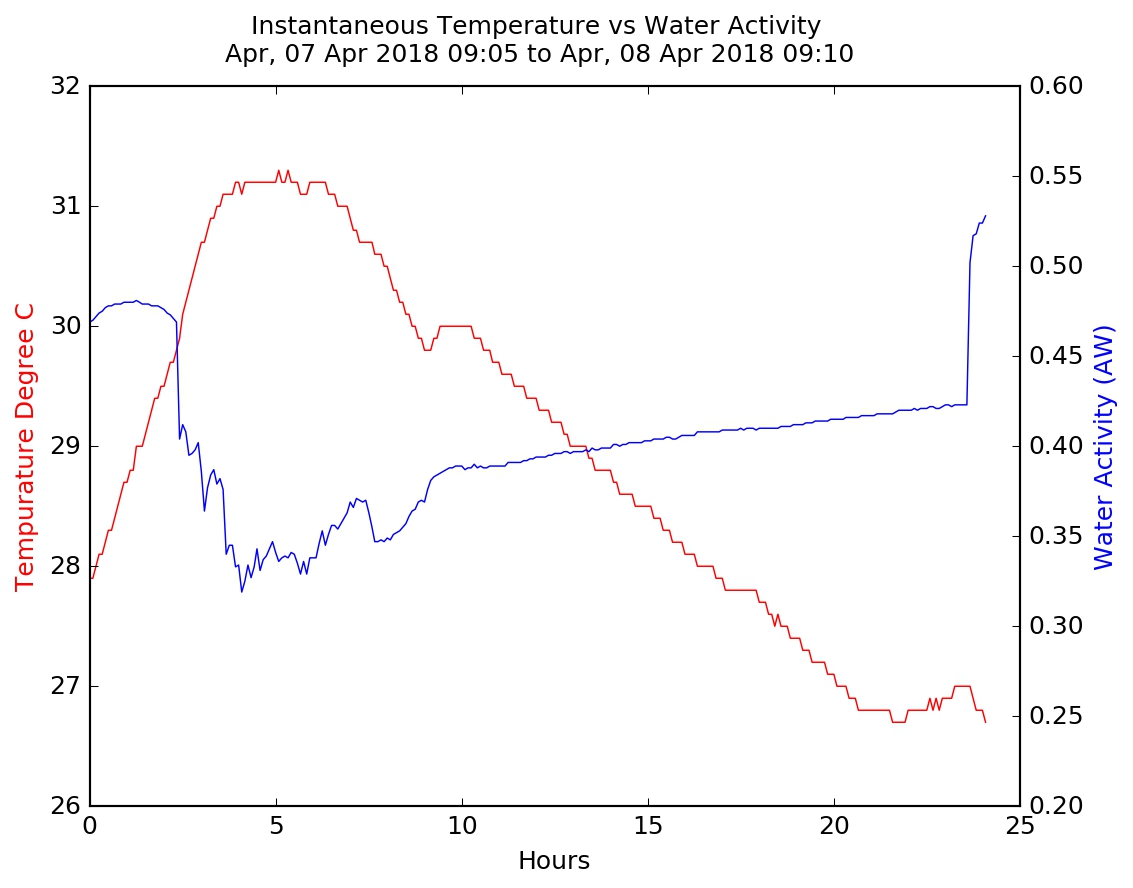 Instantaneous Temperature vs Water Activity
Apr, 07 Apr 2018 09:05 to Apr, 08 Apr 2018 09:10
32
31
30
29
28
27
26
Tempurature Degree C
0.60
0.55
0.50
0.45
0.40
0.35
0.30
0.25
0.20
Water Activity (AW)
0 5 10 15 20 25
Hours